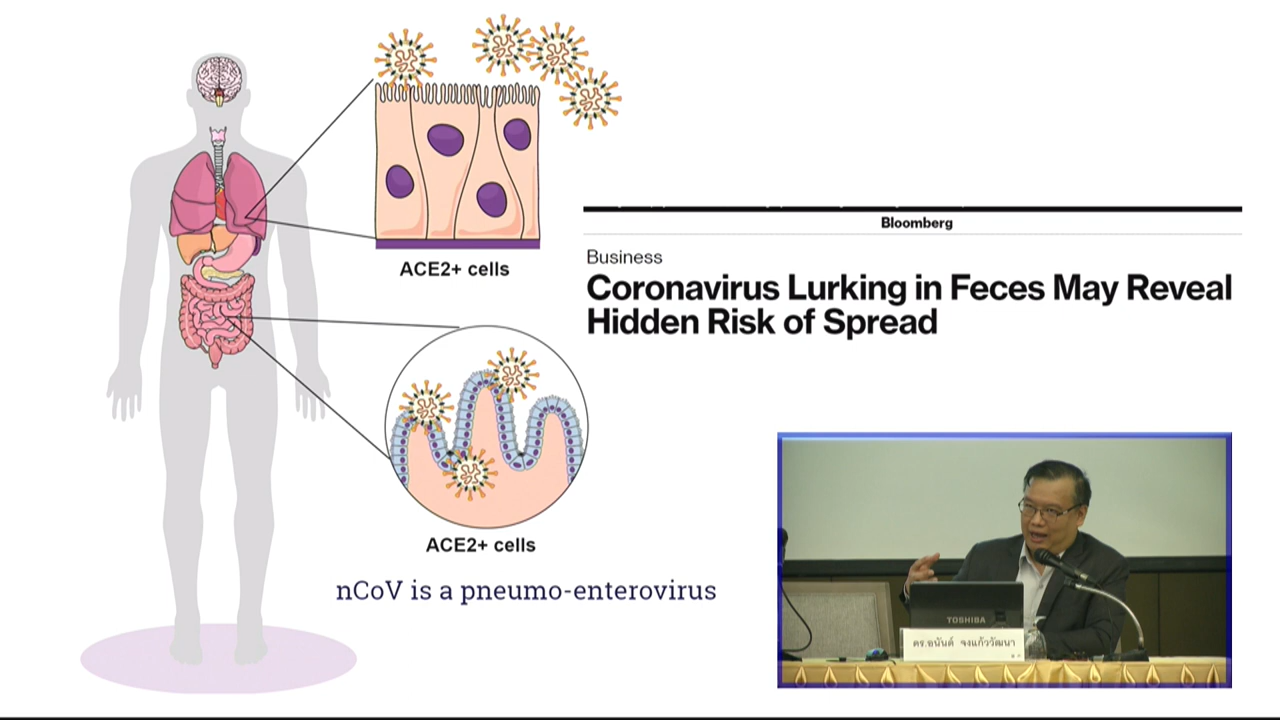 ACE2+ cells
Bloomberg
Business
Coronavirus Lurking in Feces May Reveal
Hidden Risk of Spread
ACE2+ cells
nCoV is a pneumo-enterovirus
TOSHIBA
ดร.อนันต์ จงแก้ววัฒนา